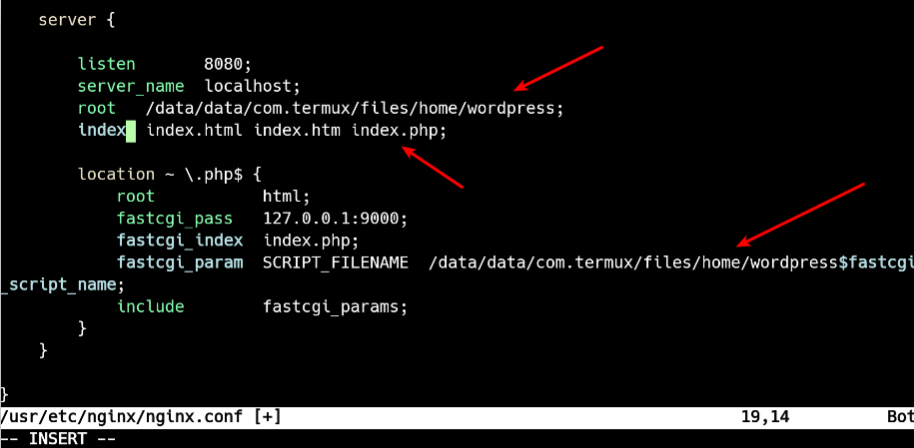 server {
listen 8080;
server_name localhost;
root /data/data/com.termux/files/home/wordpress;
index index.html index.htm index.php;
location ~ \.php$ {
root html;
fastcgi_pass 127.0.0.1:9000;
fastcgi_index index.php;
fastcgi_param SCRIPT_FILENAME /data/data/com.termux/files/home/wordpress$fastcgi
_script_name;
include fastcgi_params;
}
}
}
/usr/etc/nginx/nginx.conf [+] 19,14 Bot
-- INSERT --